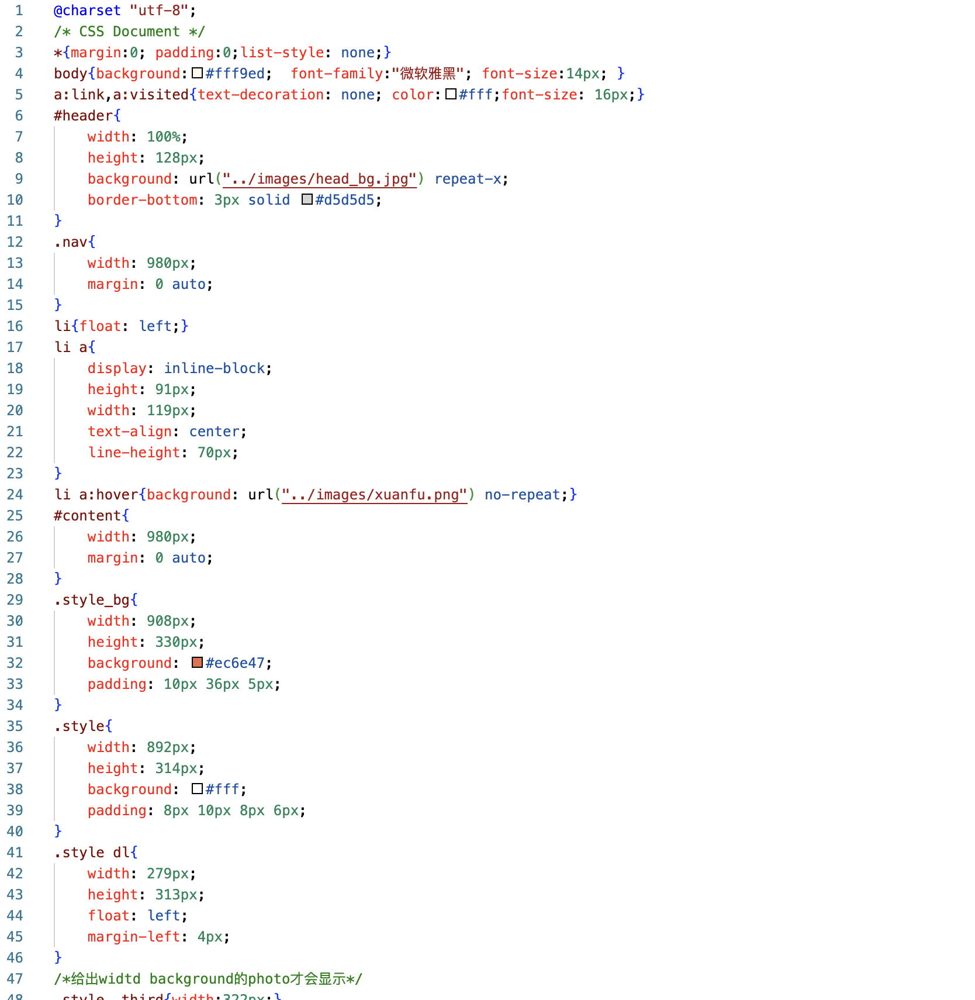 1 @charset "utf-8";
2 /* CSS Document */
3 *{margin:0; padding:0;list-style: none;}
4 body{background:#fff9ed;  font-family:"微软雅黑"; font-size:14px; }
5 a:link,a:visited{text-decoration: none; color:#fff;font-size: 16px;}
6 #header{
7     width: 100%;
8     height: 128px;
9     background: url("../images/head_bg.jpg") repeat-x;
10     border-bottom: 3px solid #d5d5d5;
11 }
12 .nav{
13     width: 980px;
14     margin: 0 auto;
15 }
16 li{float: left;}
17 li a{
18     display: inline-block;
19     height: 91px;
20     width: 119px;
21     text-align: center;
22     line-height: 70px;
23 }
24 li a:hover{background: url("../images/xuanfu.png") no-repeat;}
25 #content{
26     width: 980px;
27     margin: 0 auto;
28 }
29 .style_bg{
30     width: 908px;
31     height: 330px;
32     background: #ec6e47;
33     padding: 10px 36px 5px;
34 }
35 .style{
36     width: 892px;
37     height: 314px;
38     background: #fff;
39     padding: 8px 10px 8px 6px;
40 }
41 .style dl{
42     width: 279px;
43     height: 313px;
44     float: left;
45     margin-left: 4px;
46 }
47 /*给出widtd background的photo才会显示*/
48 .style .third{width:322px;}